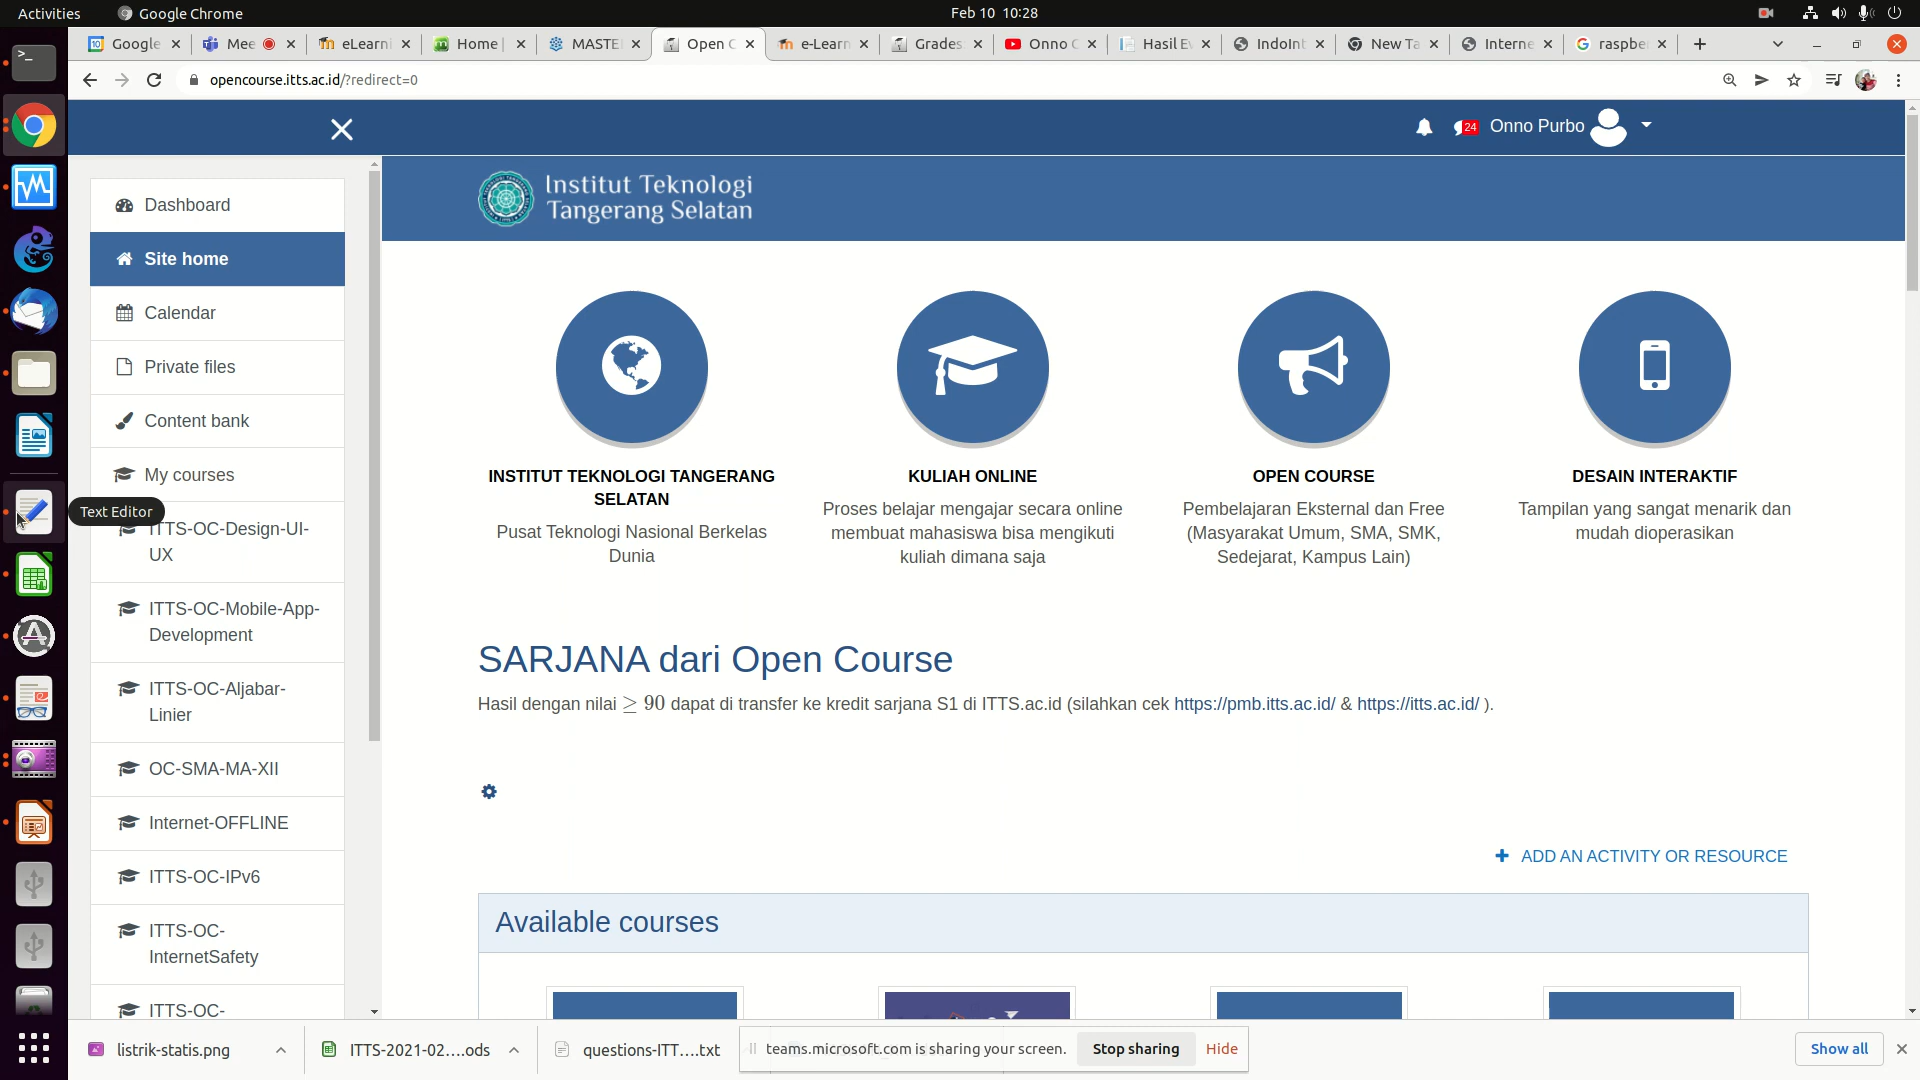 Activities
Google Chrome
Feb 10 10:28
Google
Mee
eLearni
Home |
MASTE
Open C
e-Learn
Grades
Onno C
Hasil Ev
IndoInt
New Ta
Interne
raspbe
opencourse.itts.ac.id/?redirect=0
24
Onno Purbo
Institut Teknologi
Tangerang Selatan
Dashboard
Site home
Calendar
Private files
Content bank
My courses
Text Editor
ITTS-OC-Design-UI-
UX
ITTS-OC-Mobile-App-
Development
ITTS-OC-Aljabar-
Linier
OC-SMA-MA-XII
Internet-OFFLINE
ITTS-OC-IPv6
ITTS-OC-
InternetSafety
ITTS-OC-
INSTITUT TEKNOLOGI TANGERANG
SELATAN
Pusat Teknologi Nasional Berkelas
Dunia
KULIAH ONLINE
Proses belajar mengajar secara online
membuat mahasiswa bisa mengikuti
kuliah dimana saja
OPEN COURSE
Pembelajaran Eksternal dan Free
(Masyarakat Umum, SMA, SMK,
Sedejarat, Kampus Lain)
DESAIN INTERAKTIF
Tampilan yang sangat menarik dan
mudah dioperasikan
SARJANA dari Open Course
Hasil dengan nilai ≥ 90 dapat di transfer ke kredit sarjana S1 di ITTS.ac.id (silahkan cek https://pmb.itts.ac.id/ & https://itts.ac.id/ ).
ADD AN ACTIVITY OR RESOURCE
Available courses
listrik-statis.png
ITTS-2021-02....ods
questions-ITT....txt
teams.microsoft.com is sharing your screen.
Stop sharing
Hide
Show all